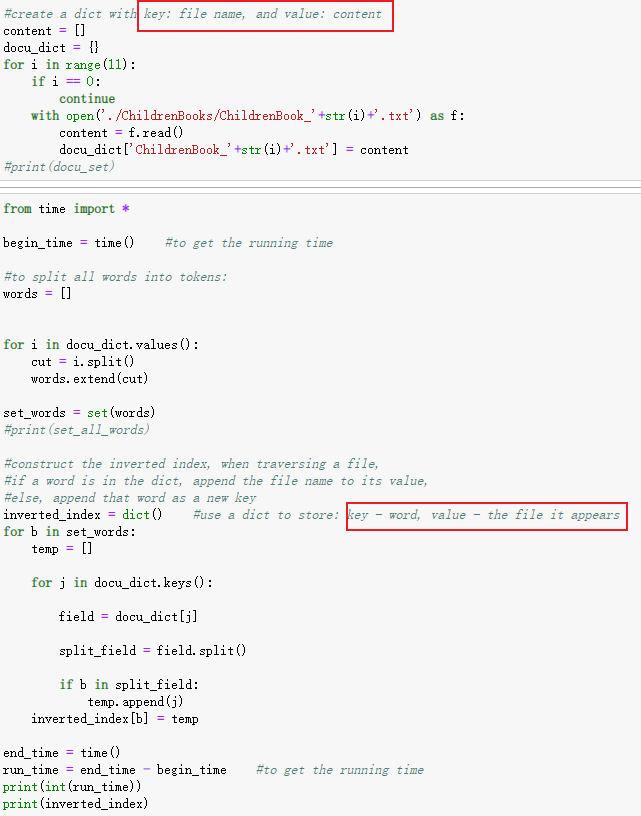 #create a dict with key: file name, and value: content
content = []
docu_dict = {}
for i in range(11):
    if i == 0:
        continue
    with open('./ChildrenBooks/ChildrenBook_'+str(i)+'.txt') as f:
        content = f.read()
        docu_dict['ChildrenBook_'+str(i)+'.txt'] = content
#print(docu_set)
from time import *
begin_time = time()    #to get the running time
#to split all words into tokens:
words = []
for i in docu_dict.values():
    cut = i.split()
    words.extend(cut)
set_words = set(words)
#print(set_all_words)
#construct the inverted index, when traversing a file,
#if a word is in the dict, append the file name to its value,
#else, append that word as a new key
inverted_index = dict()    #use a dict to store: key - word, value - the file it appears
for b in set_words:
    temp = []
    for j in docu_dict.keys():
        field = docu_dict[j]
        split_field = field.split()
        if b in split_field:
            temp.append(j)
    inverted_index[b] = temp
end_time = time()
run_time = end_time - begin_time    #to get the running time
print(int(run_time))
print(inverted_index)